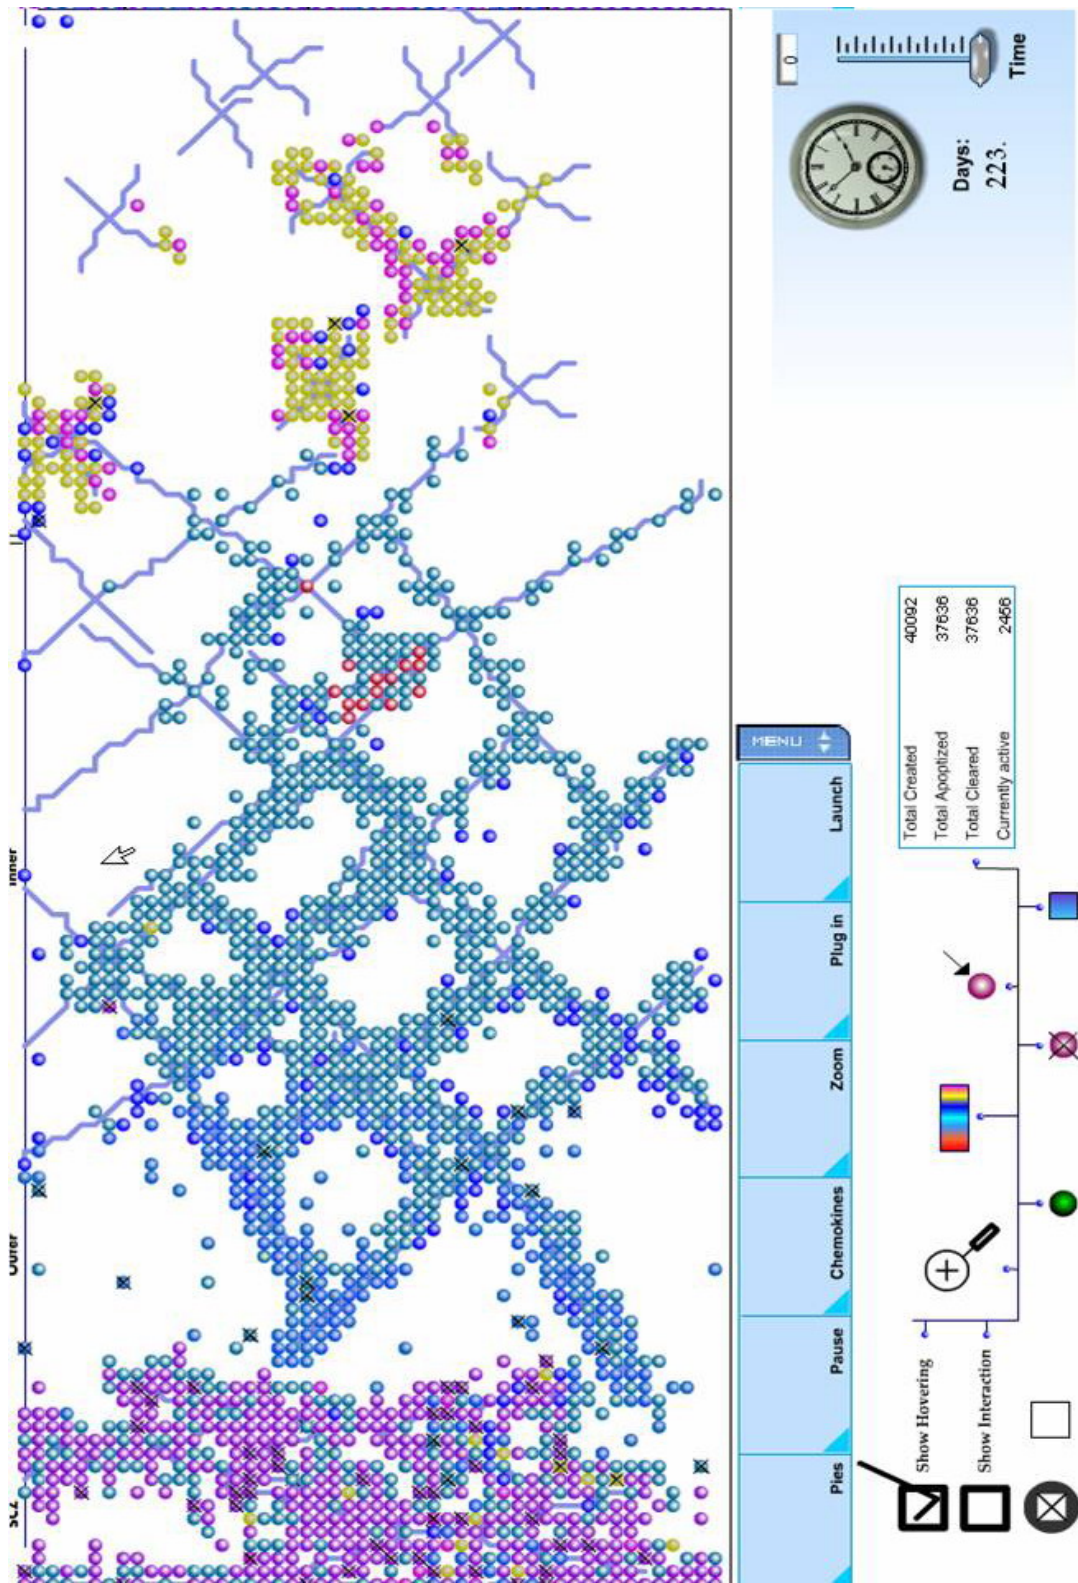 SCZ
Outer
Inner
Pies
Pause
Chemokines
Zoom
Plug in
Launch
MENU
Show Hovering
Show Interaction
Total Created 40092
Total Apoptized 37636
Total Cleared 37636
Currently active 2456
Days:
223.
0
Time